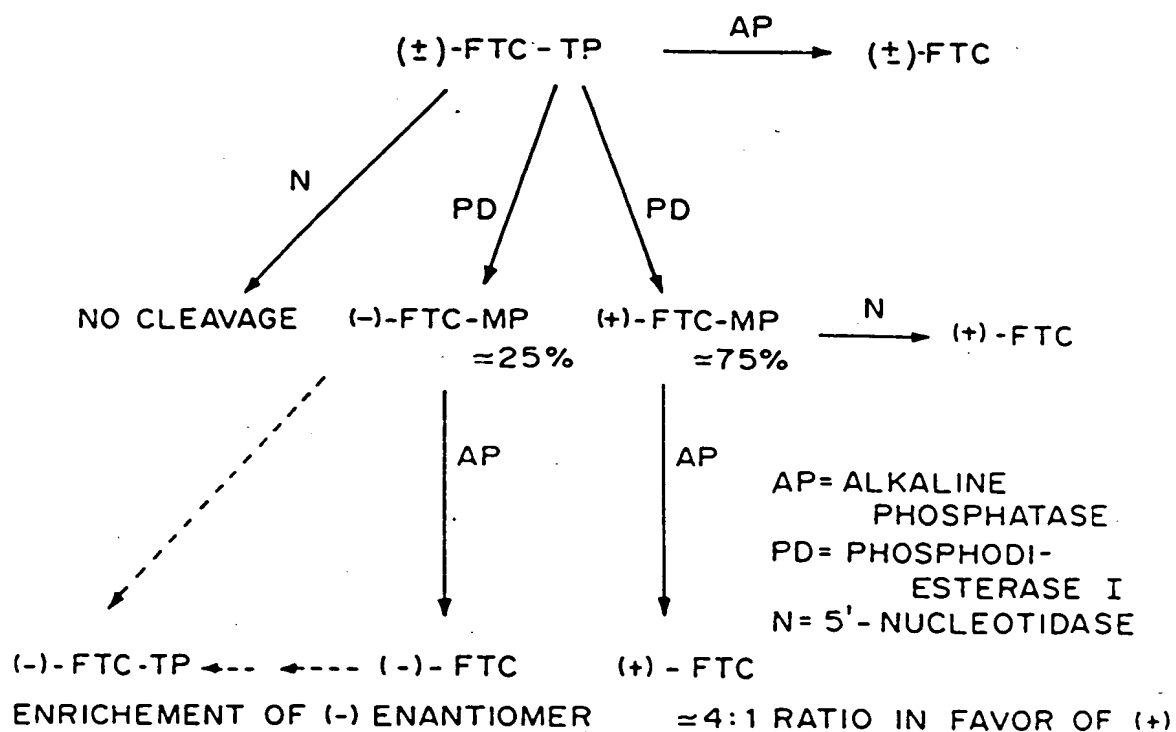 (±)-FTC-TP AP (±)-FTC
N PD PD
NO CLEAVAGE (-)-FTC-MP (+)-FTC-MP N (+)-FTC
≃25% ≃75%
AP AP
AP= ALKALINE
PHOSPHATASE
PD= PHOSPHODI-
ESTERASE I
N= 5'-NUCLEOTIDASE
(-)-FTC-TP (-)-FTC (+)-FTC
ENRICHEMENT OF (-) ENANTIOMER ≃4:1 RATIO IN FAVOR OF (+)